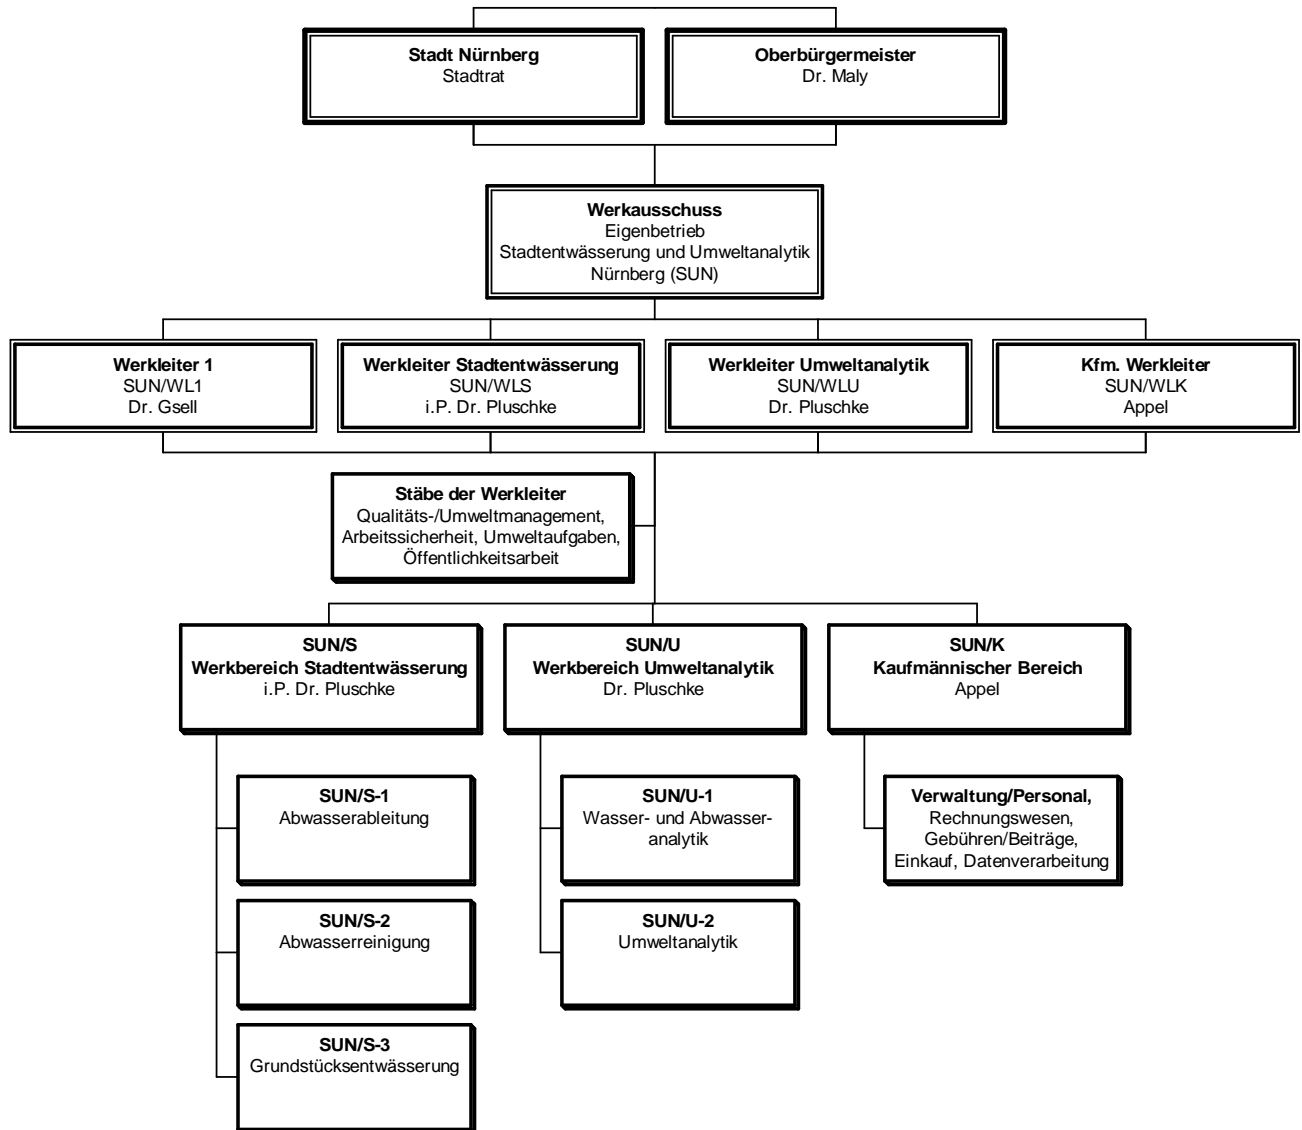 Stadt Nürnberg
Stadtrat
Oberbürgermeister
Dr. Maly
Werkausschuss
Eigenbetrieb
Stadtentwässerung und Umweltanalytik
Nürnberg (SUN)
Werkleiter 1
SUN/WL1
Dr. Gsell
Werkleiter Stadtentwässerung
SUN/WLS
i.P. Dr. Pluschke
Werkleiter Umweltanalytik
SUN/WLU
Dr. Pluschke
Kfm. Werkleiter
SUN/WLK
Appel
Stäbe der Werkleiter
Qualitäts-/Umweltmanagement,
Arbeitssicherheit, Umweltaufgaben,
Öffentlichkeitsarbeit
SUN/S
Werkbereich Stadtentwässerung
i.P. Dr. Pluschke
SUN/U
Werkbereich Umweltanalytik
Dr. Pluschke
SUN/K
Kaufmännischer Bereich
Appel
SUN/S-1
Abwasserableitung
SUN/S-2
Abwasserreinigung
SUN/S-3
Grundstücksentwässerung
SUN/U-1
Wasser- und Abwasser-
analytik
SUN/U-2
Umweltanalytik
Verwaltung/Personal,
Rechnungswesen,
Gebühren/Beiträge,
Einkauf, Datenverarbeitung